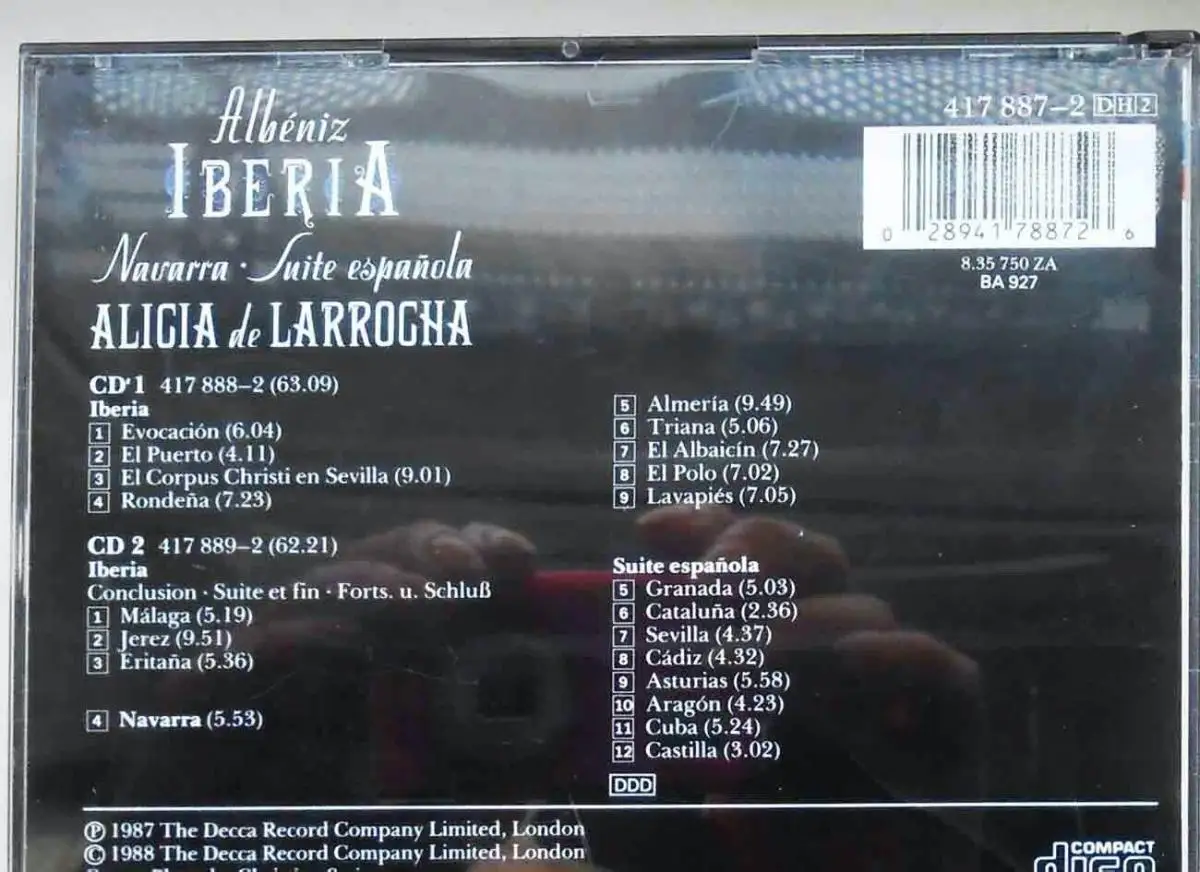 Albéniz
IBERIA
Navarra · Suite española
ALICIA de LARROCHA
417 887–2 DH2
0 28941 78872 6
8.35 750 ZA
BA 927
CD 1 417 888–2 (63.09)
Iberia
1 Evocación (6.04)
2 El Puerto (4.11)
3 El Corpus Christi en Sevilla (9.01)
4 Rondeña (7.23)
5 Almería (9.49)
6 Triana (5.06)
7 El Albaicín (7.27)
8 El Polo (7.02)
9 Lavapiés (7.05)
CD 2 417 889–2 (62.21)
Iberia
Conclusion · Suite et fin · Forts. u. Schluß
1 Málaga (5.19)
2 Jerez (9.51)
3 Eritaña (5.36)
4 Navarra (5.53)
Suite española
5 Granada (5.03)
6 Cataluña (2.36)
7 Sevilla (4.37)
8 Cádiz (4.32)
9 Asturias (5.58)
10 Aragón (4.23)
11 Cuba (5.24)
12 Castilla (3.02)
DDD
Ⓟ 1987 The Decca Record Company Limited, London
© 1988 The Decca Record Company Limited, London
COMPACT
disco